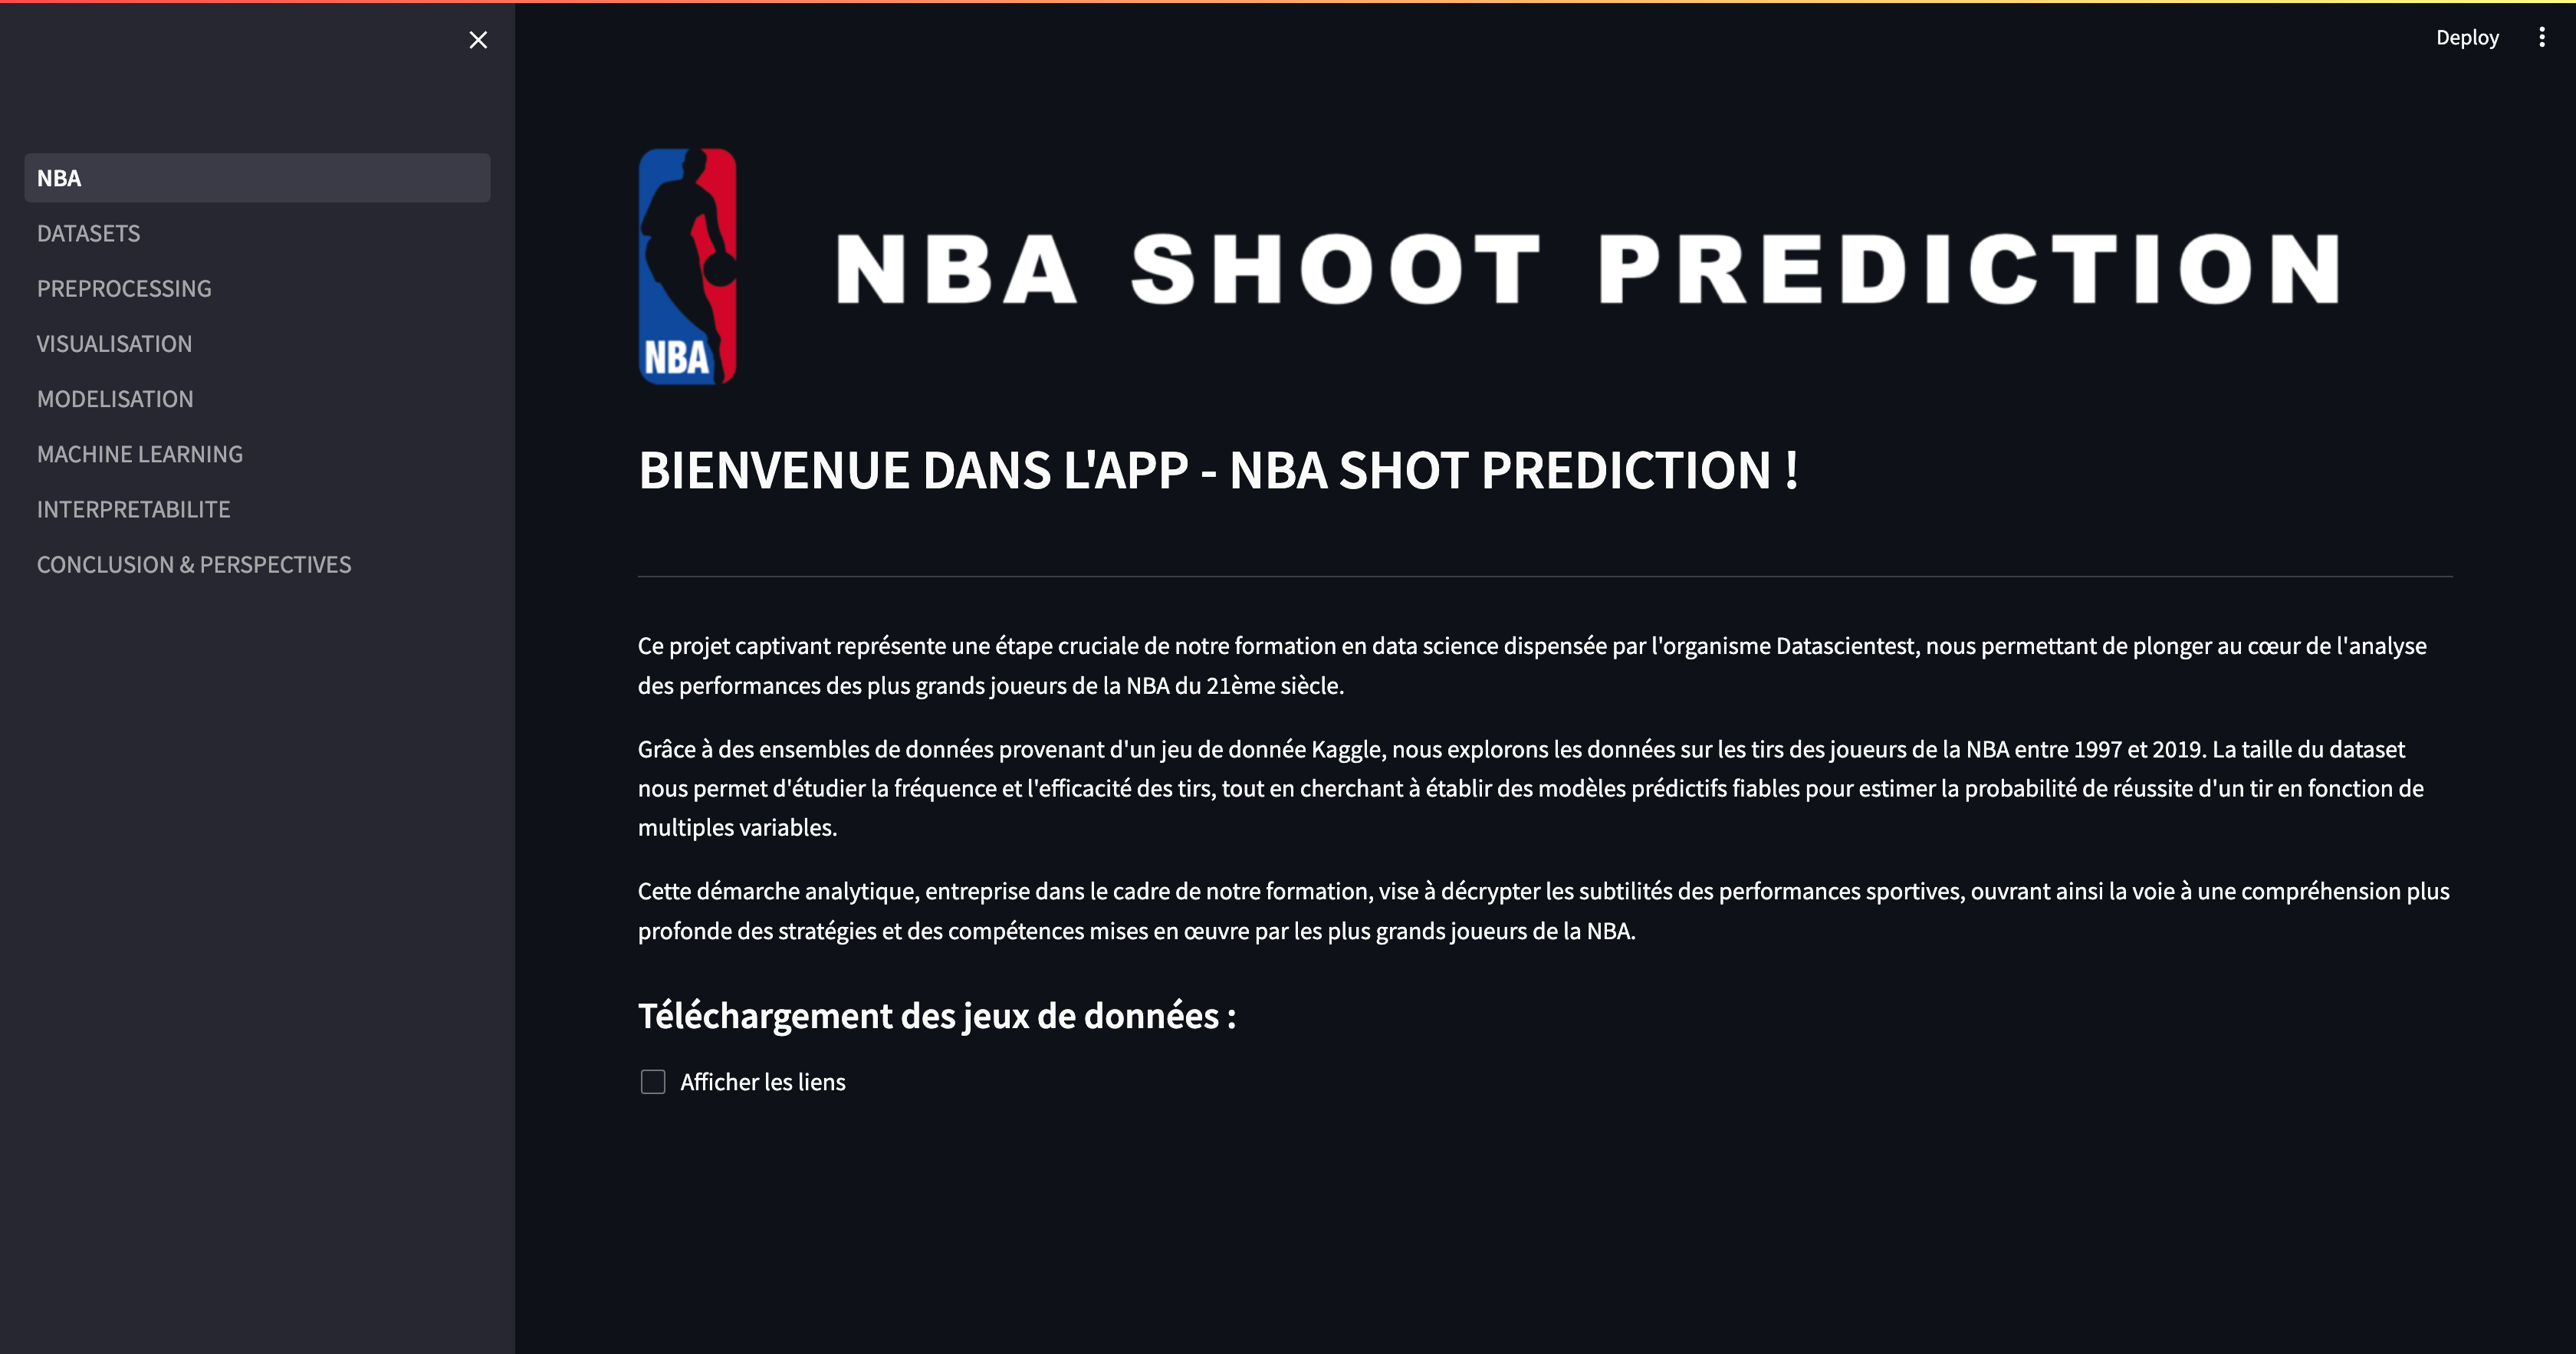 Deploy
NBA
DATASETS
PREPROCESSING
VISUALISATION
MODELISATION
MACHINE LEARNING
INTERPRETABILITE
CONCLUSION & PERSPECTIVES
NBA
NBA SHOOT PREDICTION
BIENVENUE DANS L'APP - NBA SHOT PREDICTION !
Ce projet captivant représente une étape cruciale de notre formation en data science dispensée par l'organisme Datascientest, nous permettant de plonger au cœur de l'analyse
des performances des plus grands joueurs de la NBA du 21ème siècle.
Grâce à des ensembles de données provenant d'un jeu de donnée Kaggle, nous explorons les données sur les tirs des joueurs de la NBA entre 1997 et 2019. La taille du dataset
nous permet d'étudier la fréquence et l'efficacité des tirs, tout en cherchant à établir des modèles prédictifs fiables pour estimer la probabilité de réussite d'un tir en fonction de
multiples variables.
Cette démarche analytique, entreprise dans le cadre de notre formation, vise à décrypter les subtilités des performances sportives, ouvrant ainsi la voie à une compréhension plus
profonde des stratégies et des compétences mises en œuvre par les plus grands joueurs de la NBA.
Téléchargement des jeux de données :
Afficher les liens